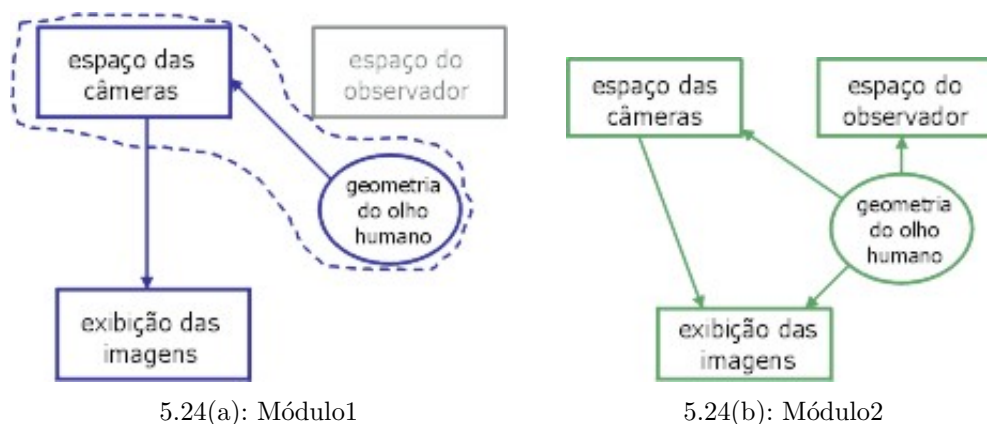 espaço das
câmeras
espaço do
observador
geometria
do olho
humano
exibição das
imagens
5.24(a): Módulo1
espaço das
câmeras
espaço do
observador
geometria
do olho
humano
exibição das
imagens
5.24(b): Módulo2